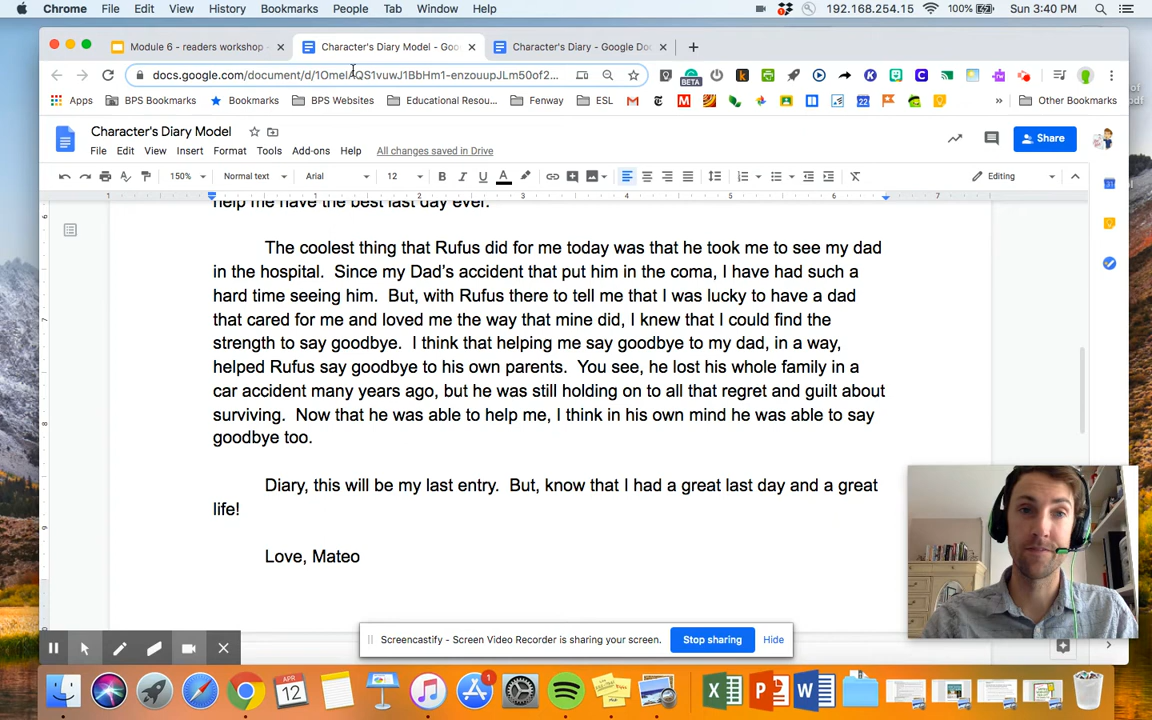 Chrome File Edit View History Bookmarks People Tab Window Help 192.168.254.15 100% Sun 3:40 PM
Module 6 - readers workshop - Character's Diary Model - Goo Character's Diary - Google Do
docs.google.com/document/d/1OmelAQS1vuwJ1BbHm1-enzouupJLm50of2...
BETA
Apps BPS Bookmarks Bookmarks BPS Websites Educational Resou... Fenway ESL » Other Bookmarks
Character's Diary Model
File Edit View Insert Format Tools Add-ons Help All changes saved in Drive
Share
150% Normal text Arial 12 B I U A Editing
1 1 2 3 4 5 6 7
help me have the best last day ever.
The coolest thing that Rufus did for me today was that he took me to see my dad
in the hospital. Since my Dad's accident that put him in the coma, I have had such a
hard time seeing him. But, with Rufus there to tell me that I was lucky to have a dad
that cared for me and loved me the way that mine did, I knew that I could find the
strength to say goodbye. I think that helping me say goodbye to my dad, in a way,
helped Rufus say goodbye to his own parents. You see, he lost his whole family in a
car accident many years ago, but he was still holding on to all that regret and guilt about
surviving. Now that he was able to help me, I think in his own mind he was able to say
goodbye too.
Diary, this will be my last entry. But, know that I had a great last day and a great
life!
Love, Mateo
Screencastify - Screen Video Recorder is sharing your screen. Stop sharing Hide
APR
12
1